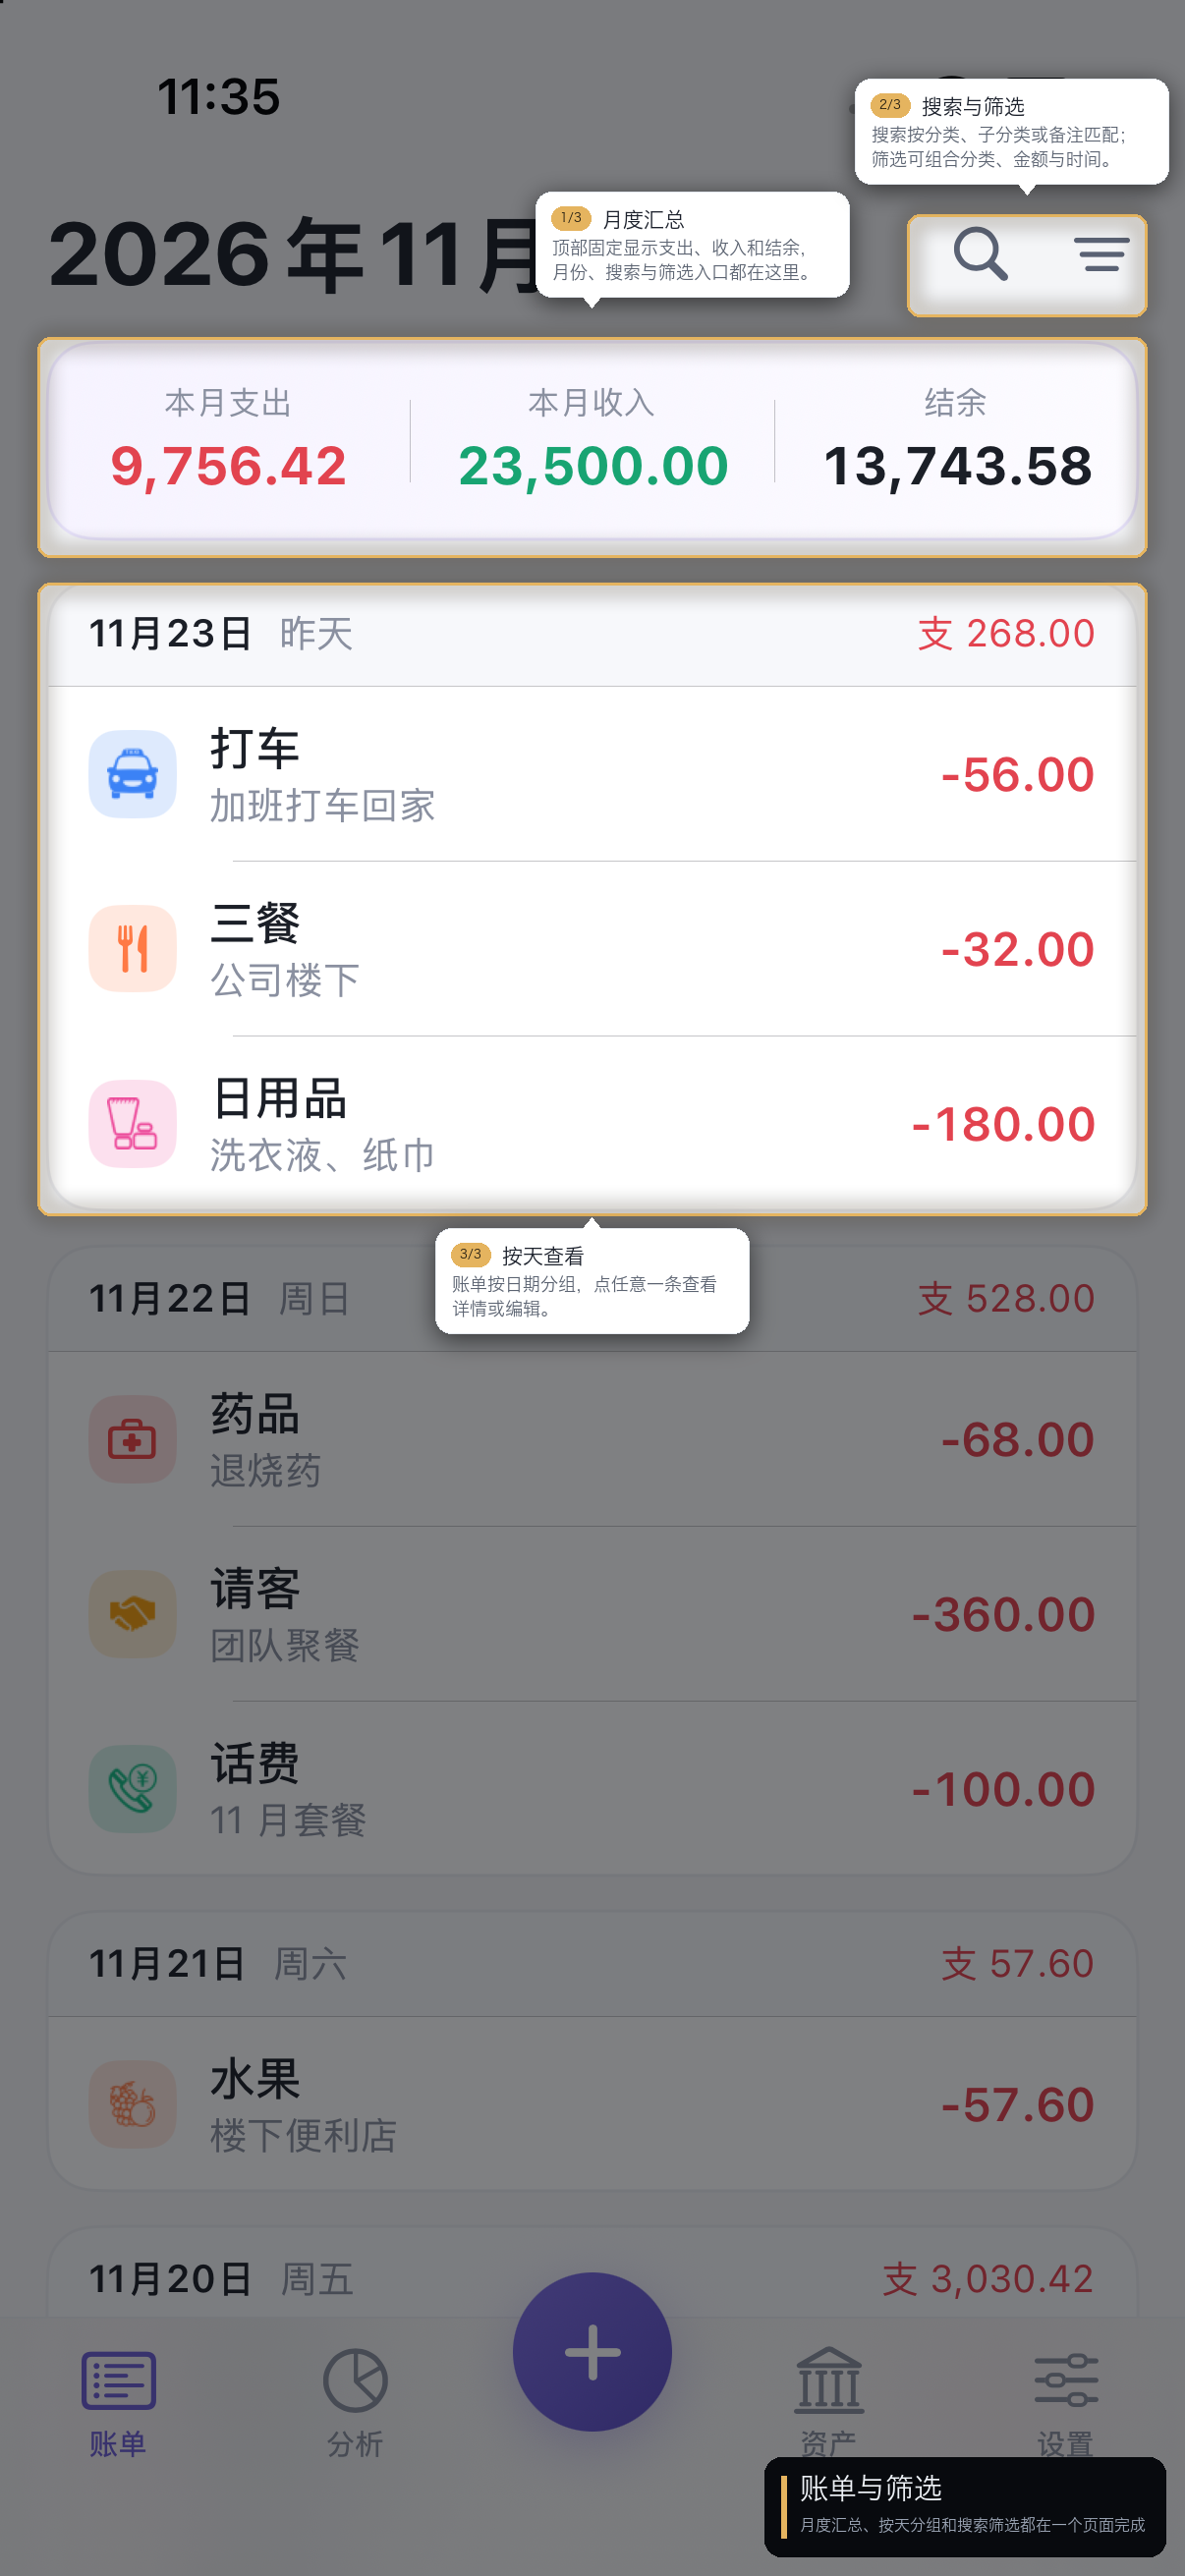 11:35
2/3 搜索与筛选
搜索按分类、子分类或备注匹配；
筛选可组合分类、金额与时间。
2026年11月
1/3 月度汇总
顶部固定显示支出、收入和结余，
月份、搜索与筛选入口都在这里。
本月支出 本月收入 结余
9,756.42 23,500.00 13,743.58
11月23日 昨天 支 268.00
打车
加班打车回家
-56.00
三餐
公司楼下
-32.00
日用品
洗衣液、纸巾
-180.00
3/3 按天查看
账单按日期分组，点任意一条查看
详情或编辑。
11月22日 周日 支 528.00
药品
退烧药
-68.00
请客
团队聚餐
-360.00
话费
11 月套餐
-100.00
11月21日 周六 支 57.60
水果
楼下便利店
-57.60
11月20日 周五 支 3,030.42
账单 分析 资产 设置
账单与筛选
月度汇总、按天分组和搜索筛选都在一个页面完成